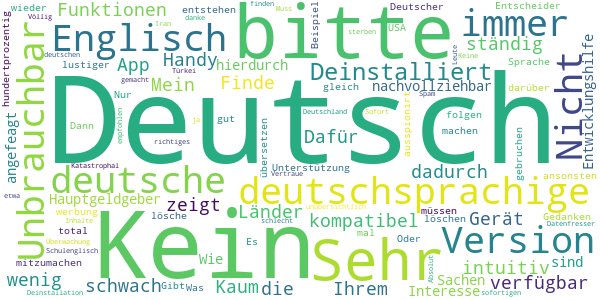 wieder
Völlig
danke
Iran
finden
Muss
sterben
Beispiel
USA
Deutscher
Entscheider
Leute
Keine
Sprache
hundertprozentig
Funktionen
entstehen
bitte
immer
Englisch
deutschen
lustiger
App
Handy
hierdurch
ständig
darüber
Entwicklungshilfe
Unbrauchbar
Türkei
gemacht
Mein
Finde
Deinstalliert
gleich
Spam
nachvollziehbar
Nicht
Nur
empfohlen
Deutsch
Deutschland
Sofort
folgen
angefeagt
Dann
ja
gut
Dafür
machen
richtiges
übersetzen
ausspioniert
gebruchen
Katastrophal
Unterstützung
Vertraue
dadurch
ansonsten
deutsche
deutschsprachige
etwa
Hauptgeldgeber
zeigt
Länder
unübersichtlich
müssen
Gedanken
werbung
Inhalte
lösche
kompatibel
löschen
Gerät
Datenfresser
total
Überwachung
Kein
Wie
Es
schlecht
mal
Oder
Version
Schulenglisch
mitzumachen
Sehr
Absolut
sind
wenig
schwach
Gibt
Was
Kaum
die
Ihrem
Interesse
Sachen
intuitiv
verfügbar
Deinstallation
sofortigen